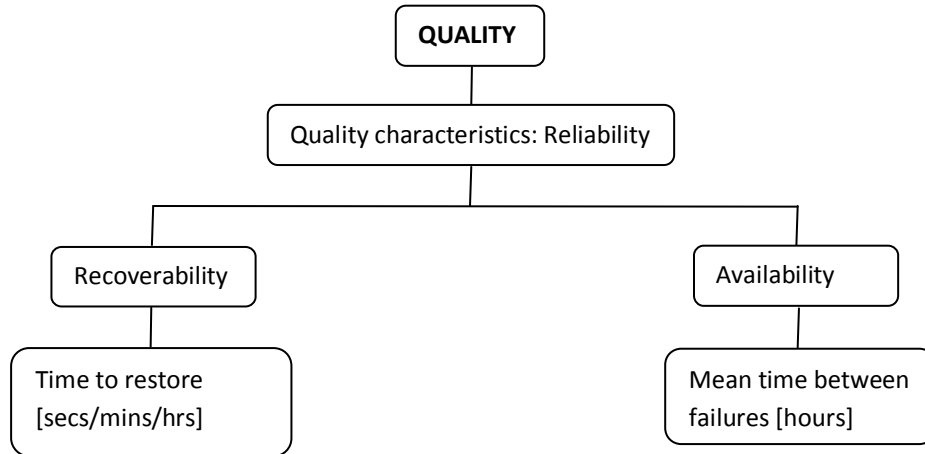 QUALITY
Quality characteristics: Reliability
Recoverability
Availability
Time to restore
[secs/mins/hrs]
Mean time between
failures [hours]